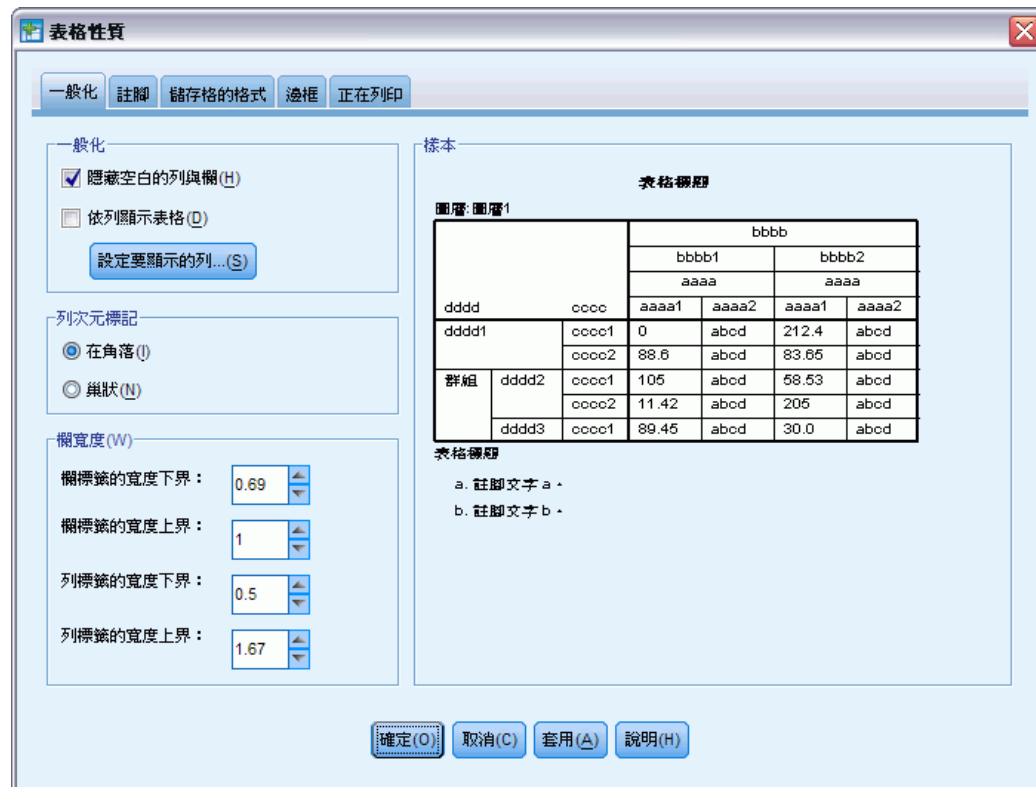 表格性質
一般化 註腳 儲存格的格式 邊框 正在列印
一般化
隱藏空白的列與欄(H)
依列顯示表格(D)
設定要顯示的列...(S)
列次元標記
在角落(I)
巢狀(N)
欄寬度(W)
欄標籤的寬度下界：
0.69
欄標籤的寬度上界：
1
列標籤的寬度下界：
0.5
列標籤的寬度上界：
1.67
樣本
表格標題
圖層:圖層1
bbbb
bbbb1 bbbb2
aaaa aaaa
dddd cccc aaaa1 aaaa2 aaaa1 aaaa2
dddd1 cccc1 0 abcd 212.4 abcd
cccc2 88.6 abcd 83.65 abcd
群組 dddd2 cccc1 105 abcd 58.53 abcd
cccc2 11.42 abcd 205 abcd
dddd3 cccc1 89.45 abcd 30.0 abcd
表格標題
a. 註腳文字 a。
b. 註腳文字 b。
確定(O) 取消(C) 套用(A) 說明(H)